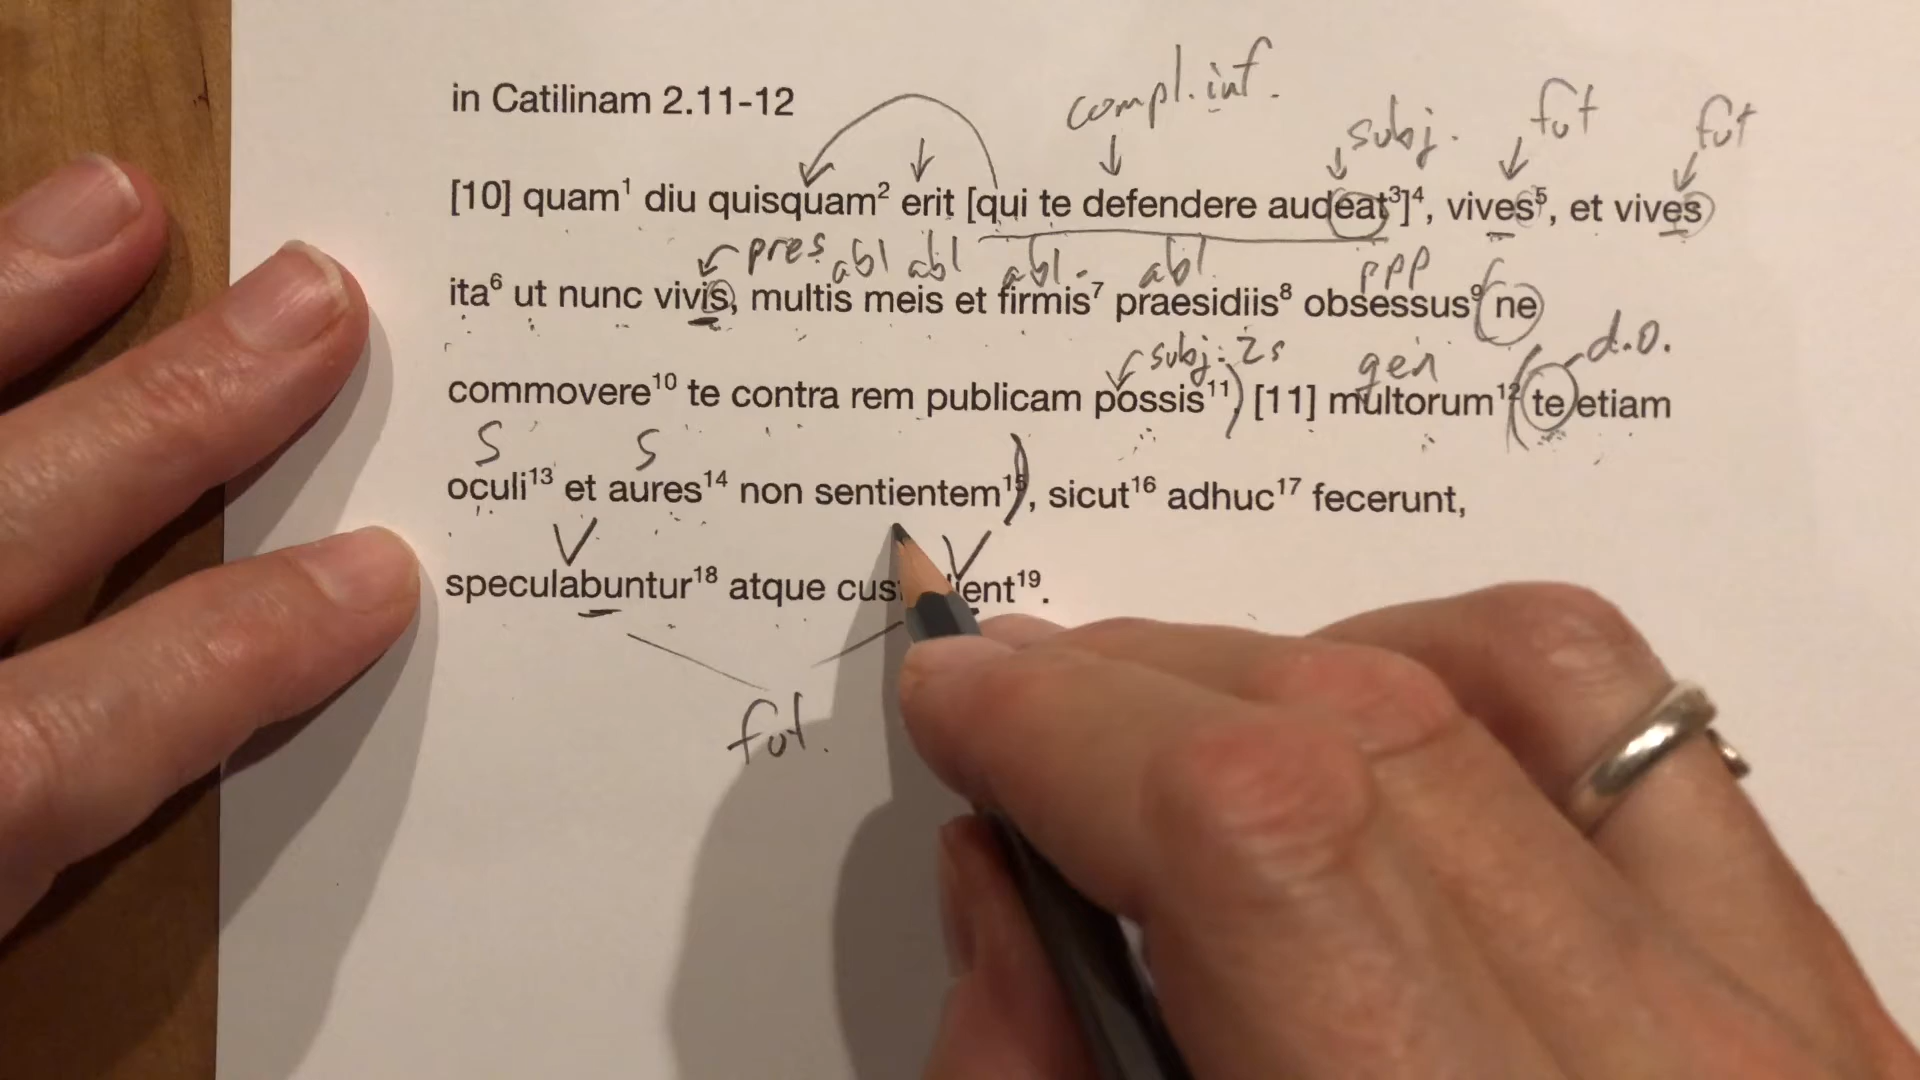 in Catilinam 2.11-12
compl. inf.
subj.
fut
fut
[10] quam¹ diu quisquam² erit [qui te defendere audeat³]⁴, vives⁵, et vives
pres
abl
abl
abl.
abl.
ppp
ita⁶ ut nunc vivis, multis meis et firmis⁷ praesidiis⁸ obsessus⁹ (ne
subj. 2s
gen
d.o.
commovere¹⁰ te contra rem publicam possis¹¹) [11] multorum¹² (te etiam
S
S
oculi¹³ et aures¹⁴ non sentientem¹⁵), sicut¹⁶ adhuc¹⁷ fecerunt,
V
V
speculabuntur¹⁸ atque ent¹⁹.
fut.